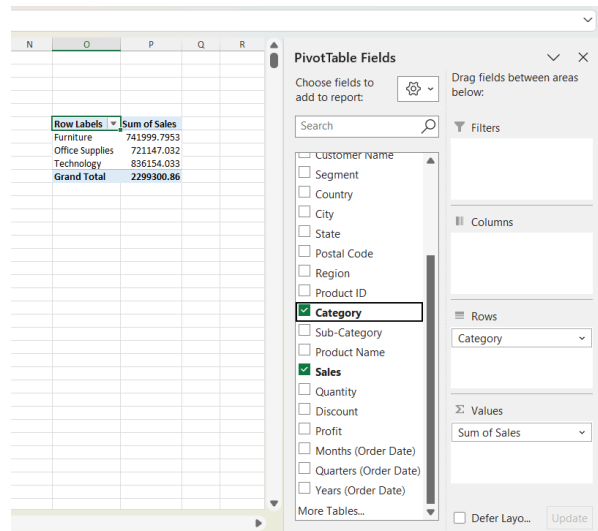 N O P Q R
Row Labels Sum of Sales
Furniture 741999.7953
Office Supplies 721147.032
Technology 836154.033
Grand Total 2299300.86
PivotTable Fields
Choose fields to
add to report:
Search
Customer Name
Segment
Country
City
State
Postal Code
Region
Product ID
Category
Sub-Category
Product Name
Sales
Quantity
Discount
Profit
Months (Order Date)
Quarters (Order Date)
Years (Order Date)
More Tables...
Drag fields between areas
below:
Filters
Columns
Rows
Category
Σ Values
Sum of Sales
Defer Layo... Update